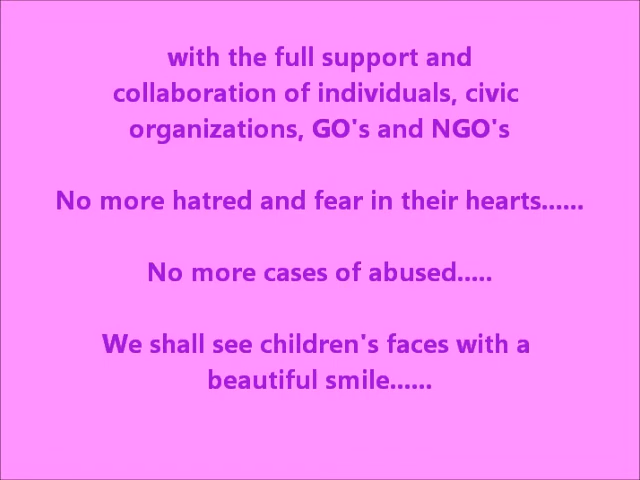 with the full support and
collaboration of individuals, civic
organizations, GO's and NGO's
No more hatred and fear in their hearts......
No more cases of abused.....
We shall see children's faces with a
beautiful smile......